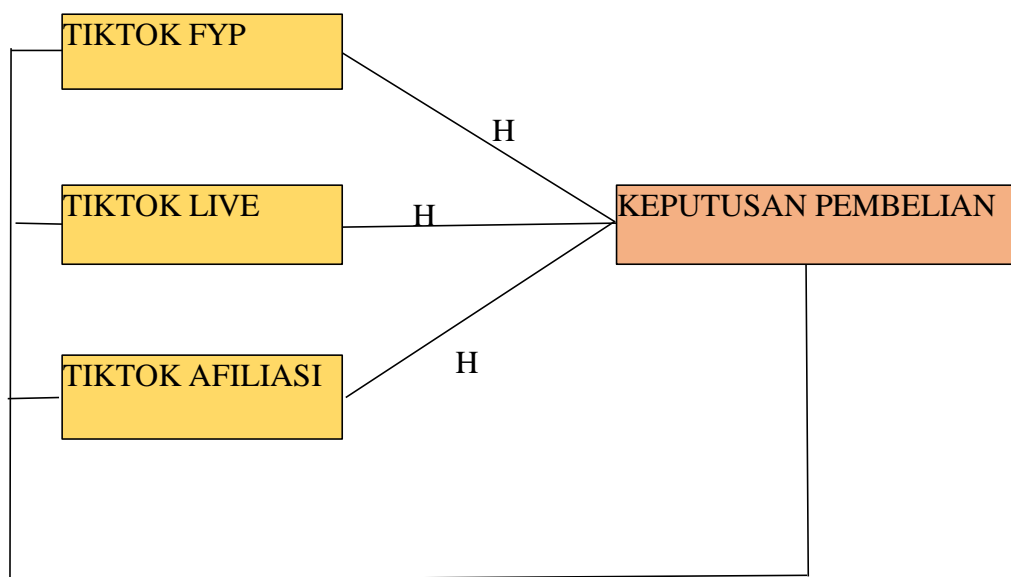 TIKTOK FYP
H
TIKTOK LIVE
H
KEPUTUSAN PEMBELIAN
TIKTOK AFILIASI
H